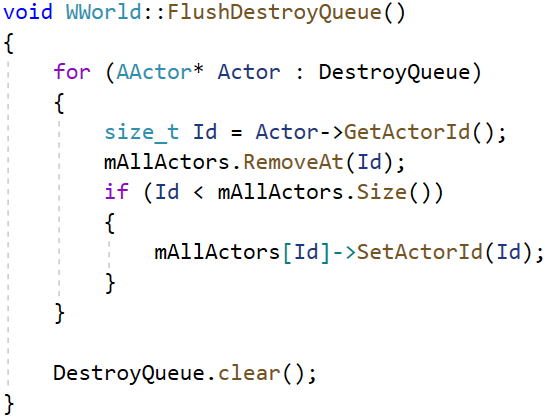 void WWorld::FlushDestroyQueue()
{
    for (AActor* Actor : DestroyQueue)
    {
        size_t Id = Actor->GetActorId();
        mAllActors.RemoveAt(Id);
        if (Id < mAllActors.Size())
        {
            mAllActors[Id]->SetActorId(Id);
        }
    }
    DestroyQueue.clear();
}